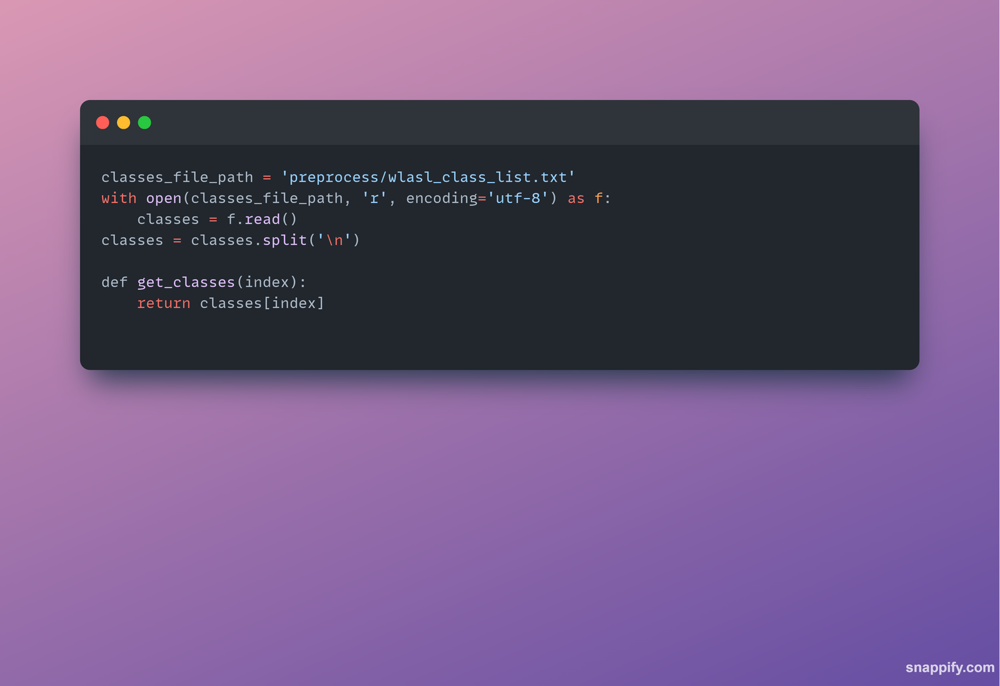 classes_file_path = 'preprocess/wlasl_class_list.txt'
with open(classes_file_path, 'r', encoding='utf-8') as f:
    classes = f.read()
classes = classes.split('\n')

def get_classes(index):
    return classes[index]
snappify.com